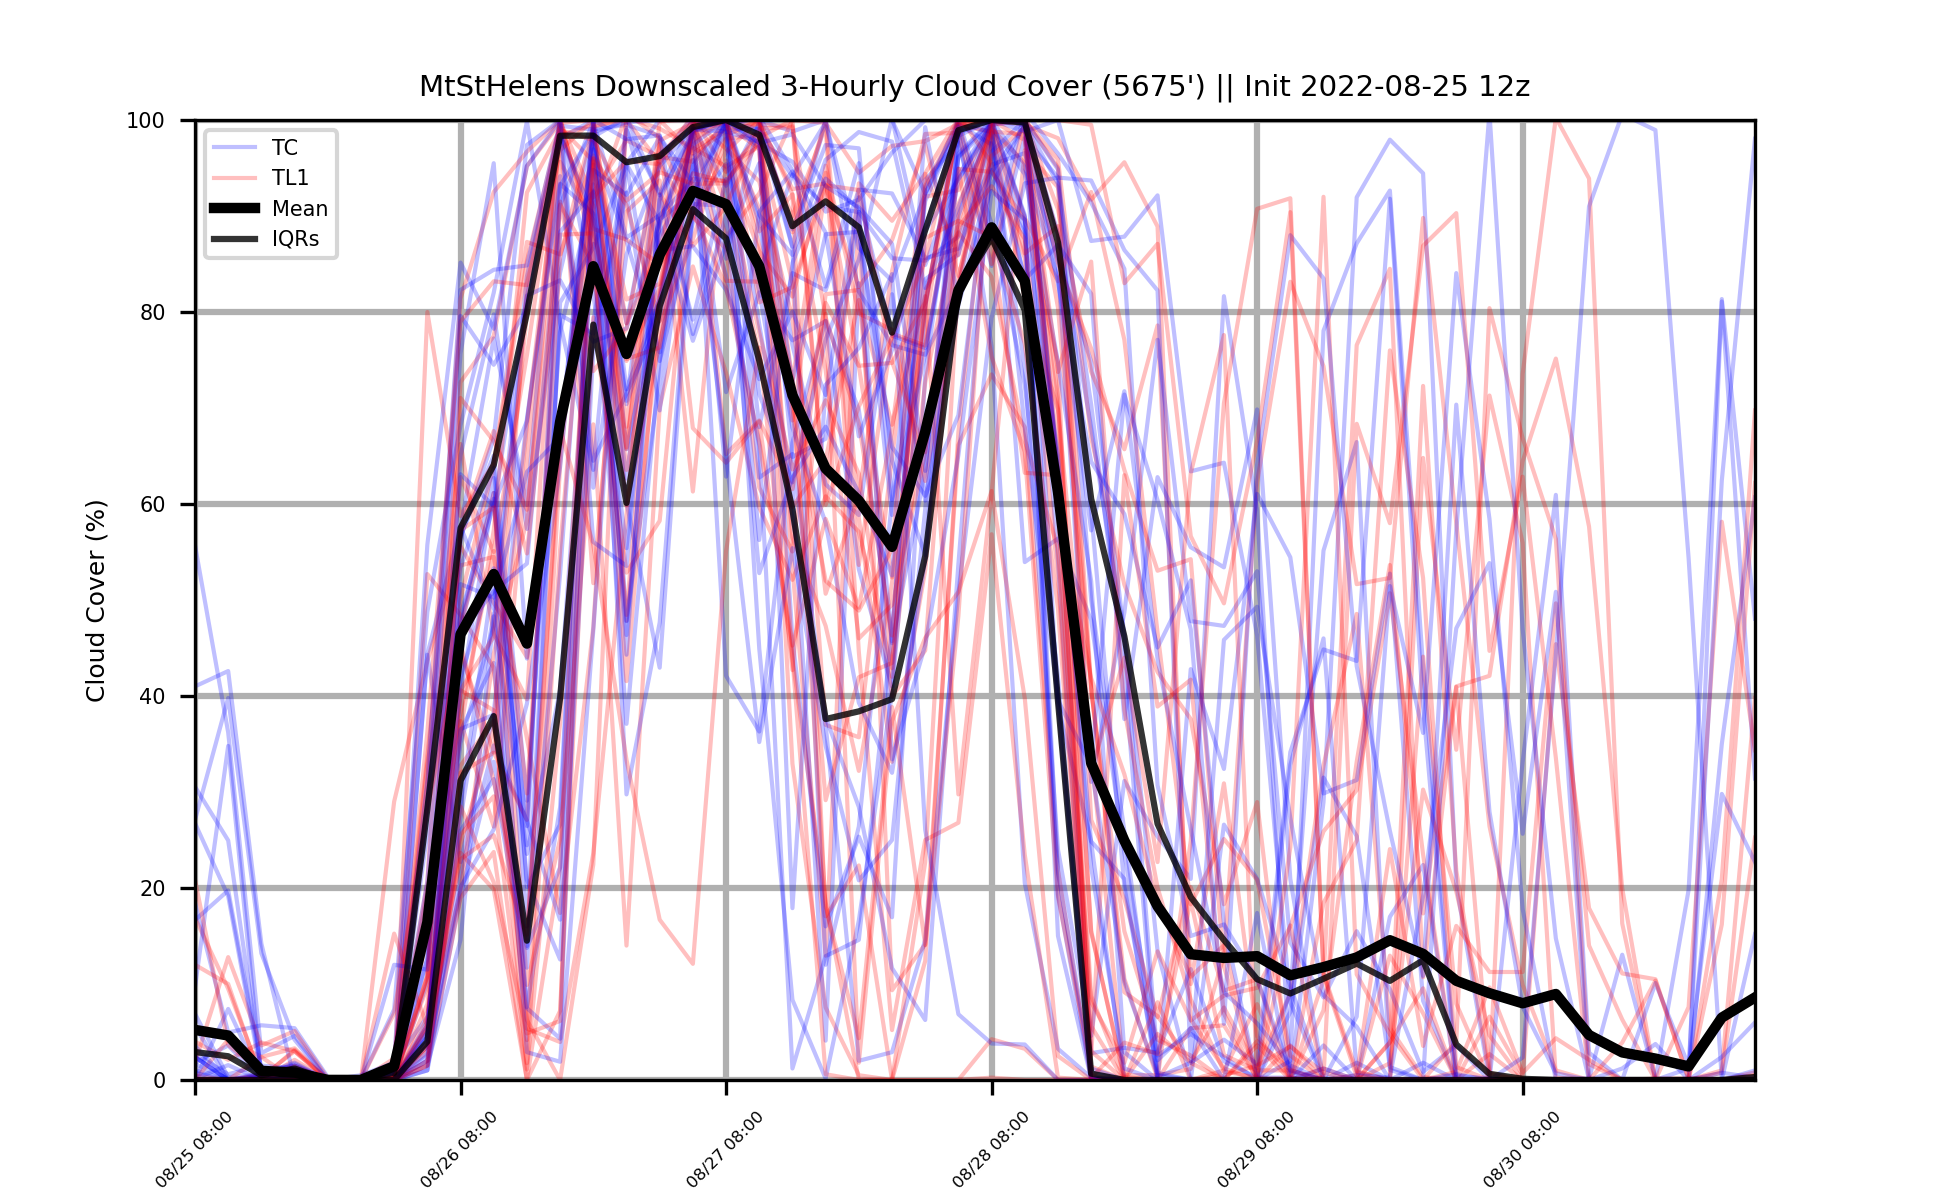 MtStHelens Downscaled 3-Hourly Cloud Cover (5675') || Init 2022-08-25 12z
TC
TL1
Mean
IQRs
Cloud Cover (%)
100
80
60
40
20
0
08/25 08:00
08/26 08:00
08/27 08:00
08/28 08:00
08/29 08:00
08/30 08:00